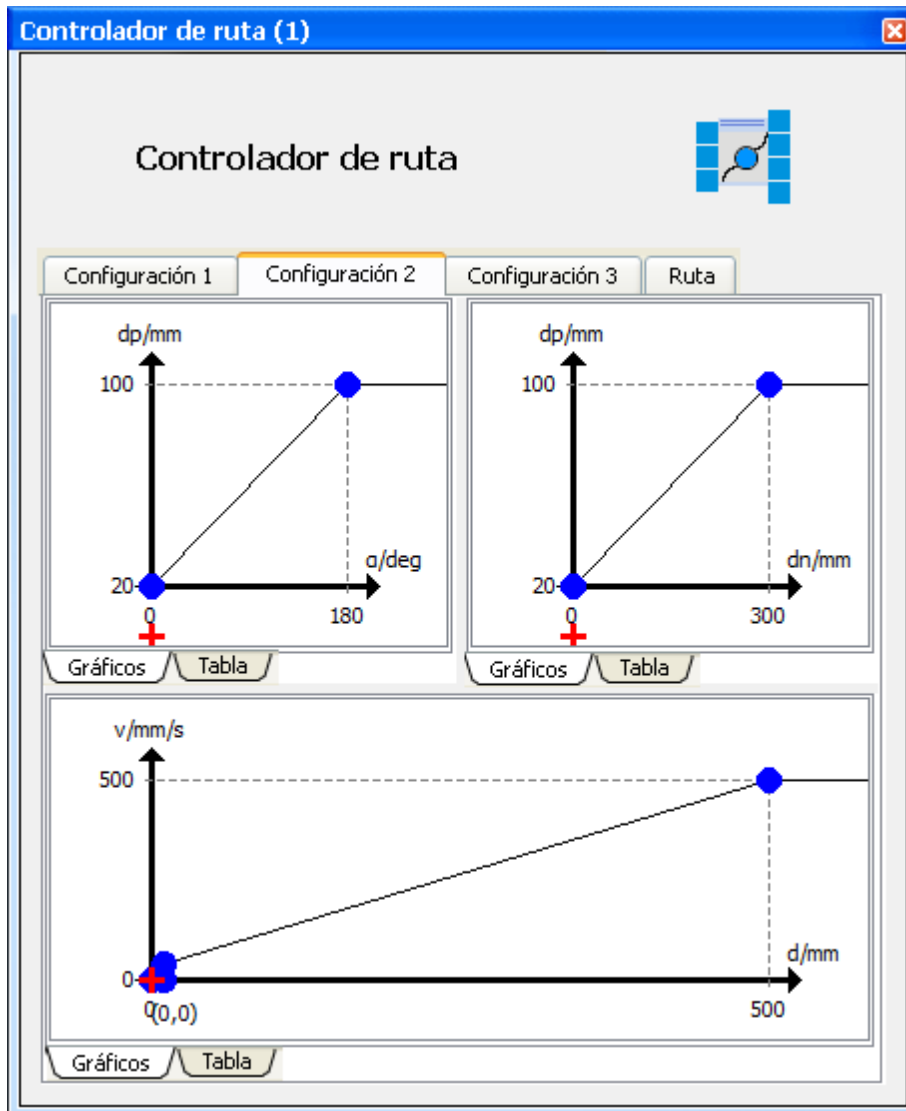 Controlador de ruta (1)
Controlador de ruta
Configuración 1 Configuración 2 Configuración 3 Ruta
dp/mm
100
20
α/deg
0 180
Gráficos Tabla
dp/mm
100
20
dn/mm
0 300
Gráficos Tabla
v/mm/s
500
0
d/mm
0 (0,0) 500
Gráficos Tabla